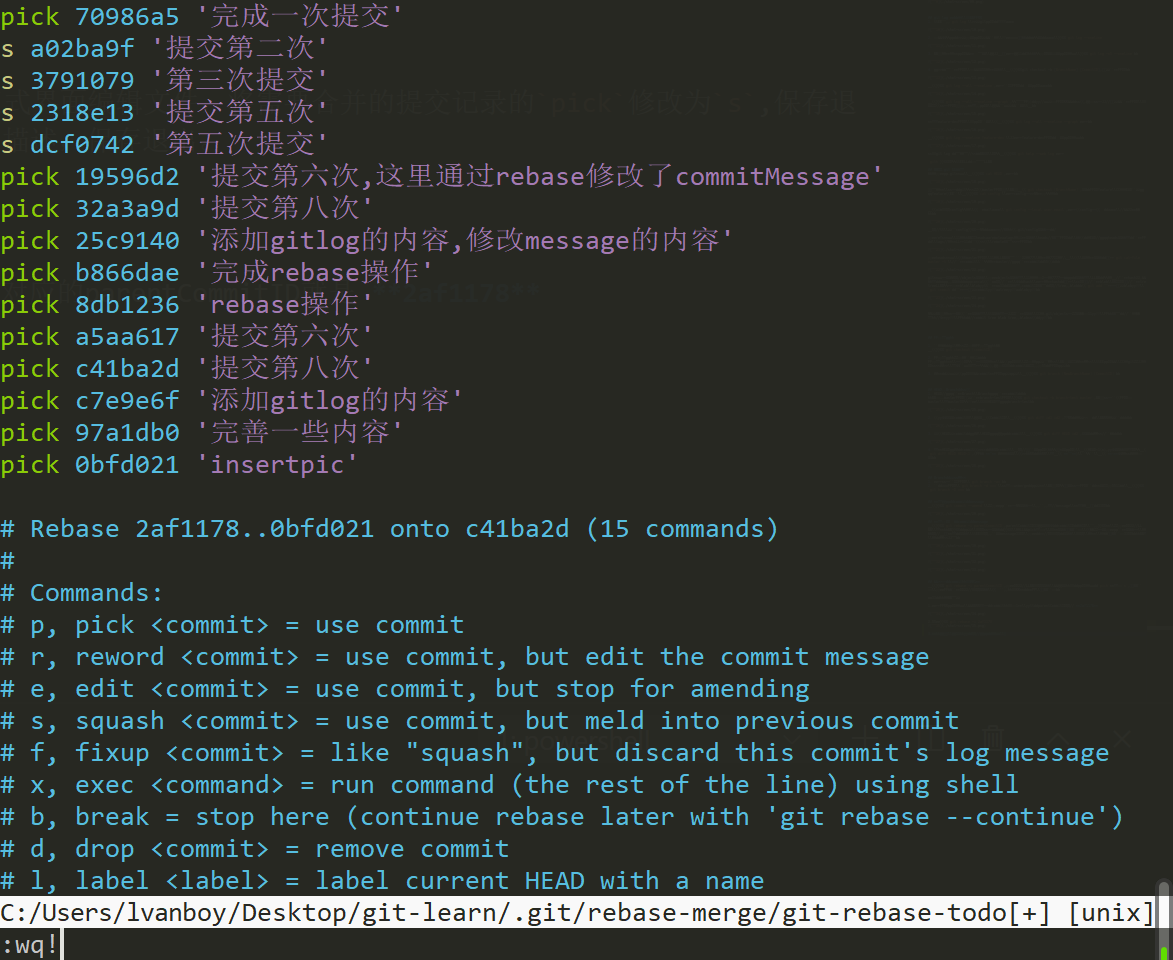 pick 70986a5 '完成一次提交'
s a02ba9f '提交第二次'
s 3791079 '第三次提交'
s 2318e13 '提交第五次'
s dcf0742 '第五次提交'
pick 19596d2 '提交第六次,这里通过rebase修改了commitMessage'
pick 32a3a9d '提交第八次'
pick 25c9140 '添加gitlog的内容,修改message的内容'
pick b866dae '完成rebase操作'
pick 8db1236 'rebase操作'
pick a5aa617 '提交第六次'
pick c41ba2d '提交第八次'
pick c7e9e6f '添加gitlog的内容'
pick 97a1db0 '完善一些内容'
pick 0bfd021 'insertpic'
# Rebase 2af1178..0bfd021 onto c41ba2d (15 commands)
#
# Commands:
# p, pick <commit> = use commit
# r, reword <commit> = use commit, but edit the commit message
# e, edit <commit> = use commit, but stop for amending
# s, squash <commit> = use commit, but meld into previous commit
# f, fixup <commit> = like "squash", but discard this commit's log message
# x, exec <command> = run command (the rest of the line) using shell
# b, break = stop here (continue rebase later with 'git rebase --continue')
# d, drop <commit> = remove commit
# l, label <label> = label current HEAD with a name
C:/Users/lvanboy/Desktop/git-learn/.git/rebase-merge/git-rebase-todo[+] [unix]
:wq!